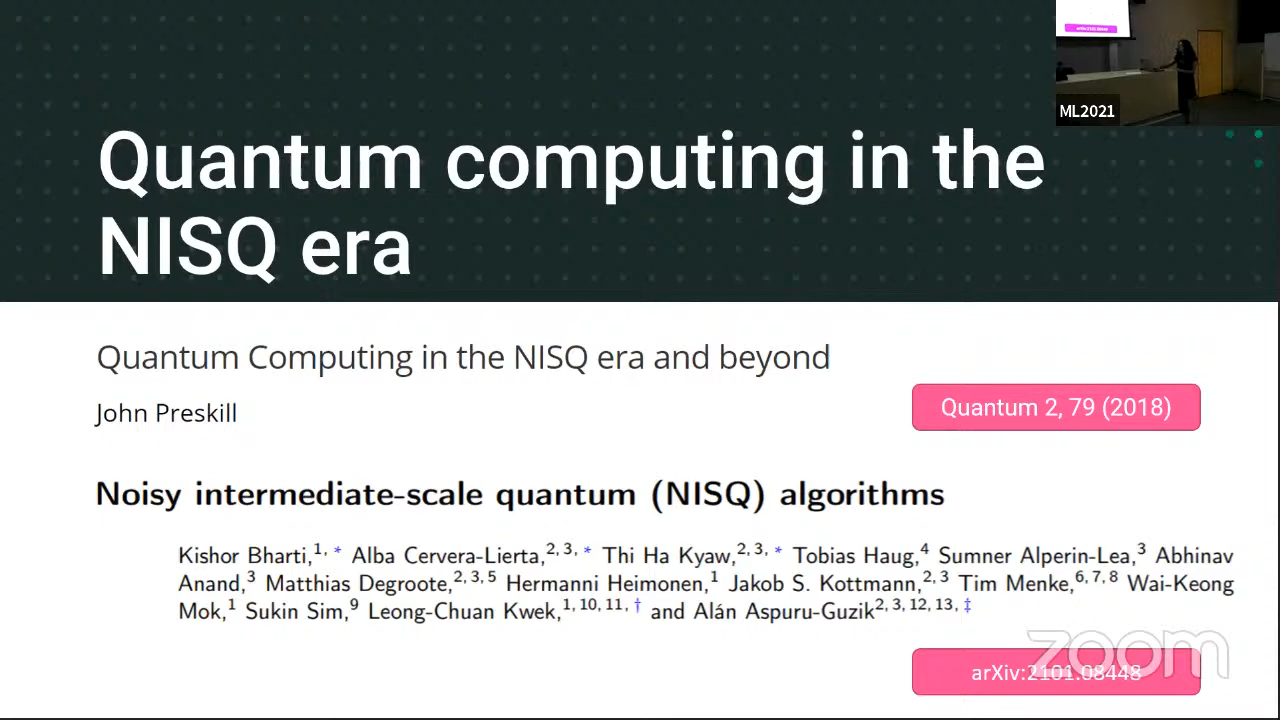 ML2021
Quantum computing in the
NISQ era
Quantum Computing in the NISQ era and beyond
John Preskill
Quantum 2, 79 (2018)
Noisy intermediate-scale quantum (NISQ) algorithms
Kishor Bharti,1, * Alba Cervera-Lierta,2, 3, * Thi Ha Kyaw,2, 3, * Tobias Haug,4 Sumner Alperin-Lea,3 Abhinav
Anand,3 Matthias Degroote,2, 3, 5 Hermanni Heimonen,1 Jakob S. Kottmann,2, 3 Tim Menke,6, 7, 8 Wai-Keong
Mok,1 Sukin Sim,9 Leong-Chuan Kwek,1, 10, 11, † and Alán Aspuru-Guzik2, 3, 12, 13, ‡
zoom
arXiv:2101.08448